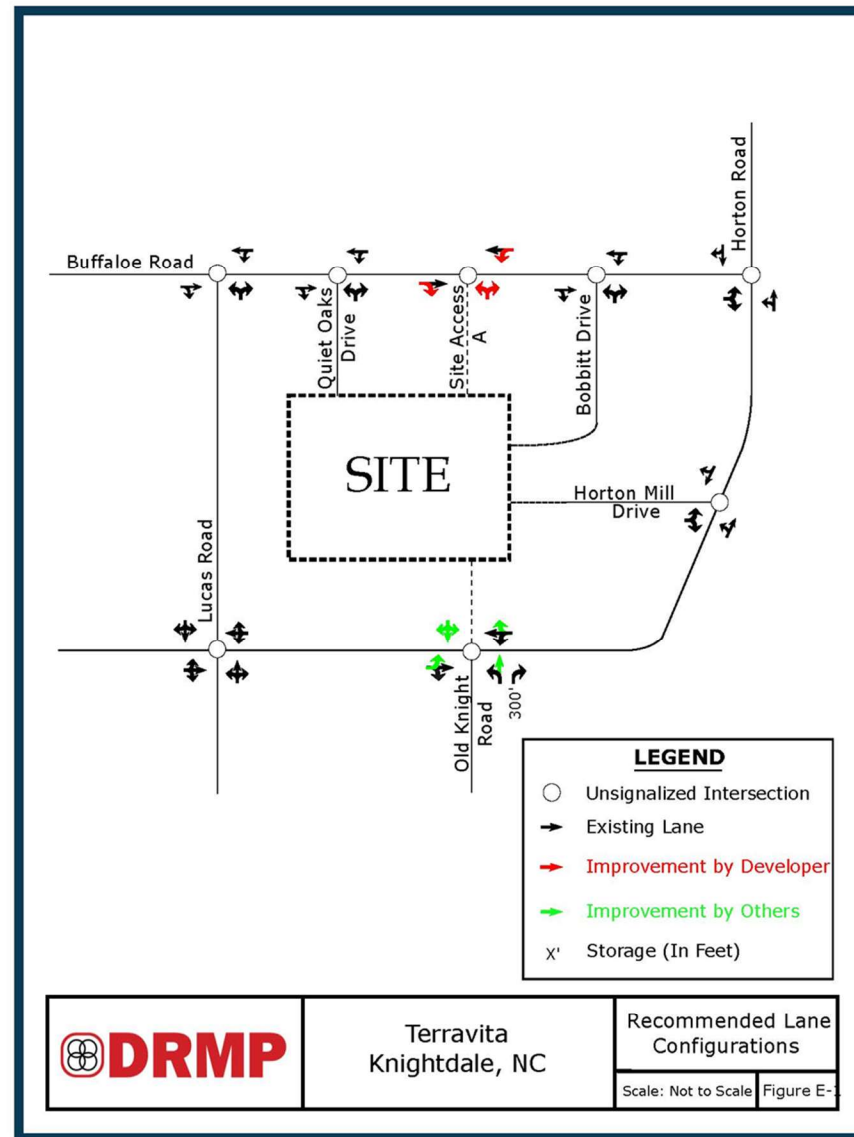 Horton Road
Buffaloe Road
Quiet Oaks
Drive
Site Access
A
Bobbitt Drive
SITE
Horton Mill
Drive
Lucas Road
Old Knight
Road
300'
LEGEND
Unsignalized Intersection
Existing Lane
Improvement by Developer
Improvement by Others
X' Storage (In Feet)
DRMP
Terravita
Knightdale, NC
Recommended Lane
Configurations
Scale: Not to Scale
Figure E-1